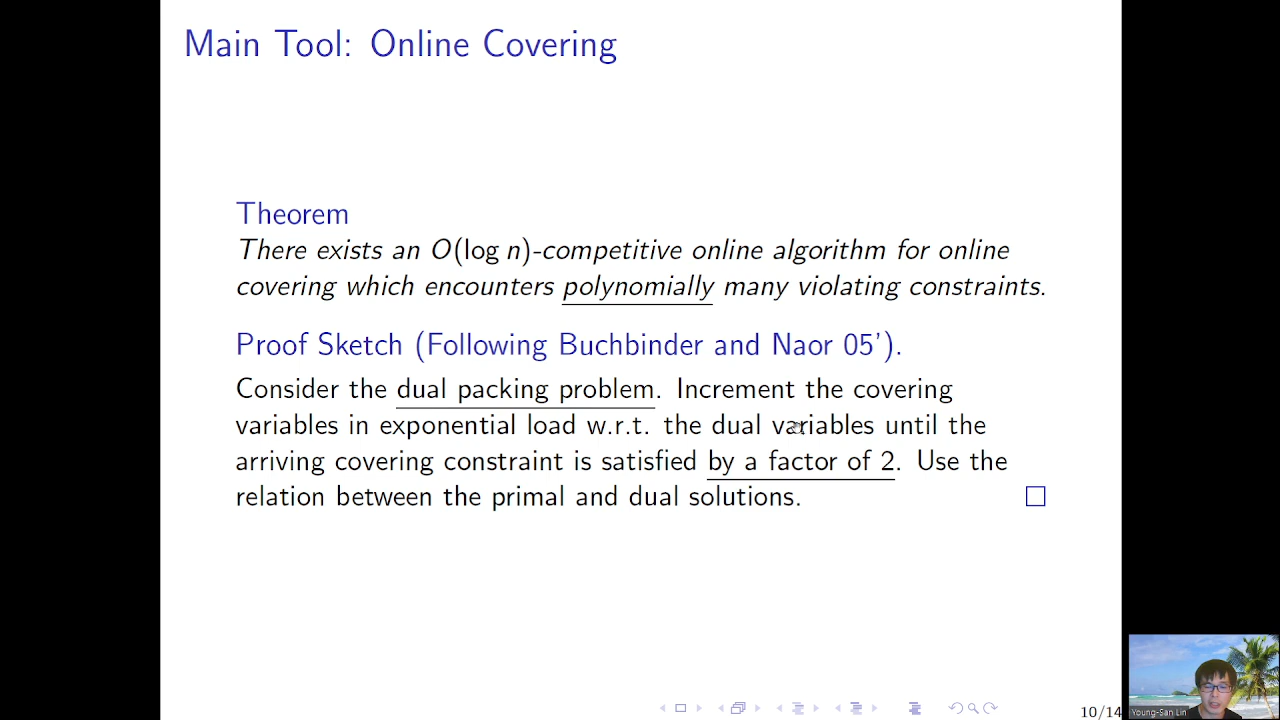 Main Tool: Online Covering
Theorem
There exists an O(log n)-competitive online algorithm for online
covering which encounters polynomially many violating constraints.
Proof Sketch (Following Buchbinder and Naor 05').
Consider the dual packing problem. Increment the covering
variables in exponential load w.r.t. the dual variables until the
arriving covering constraint is satisfied by a factor of 2. Use the
relation between the primal and dual solutions.
10/14
Young-San Lin